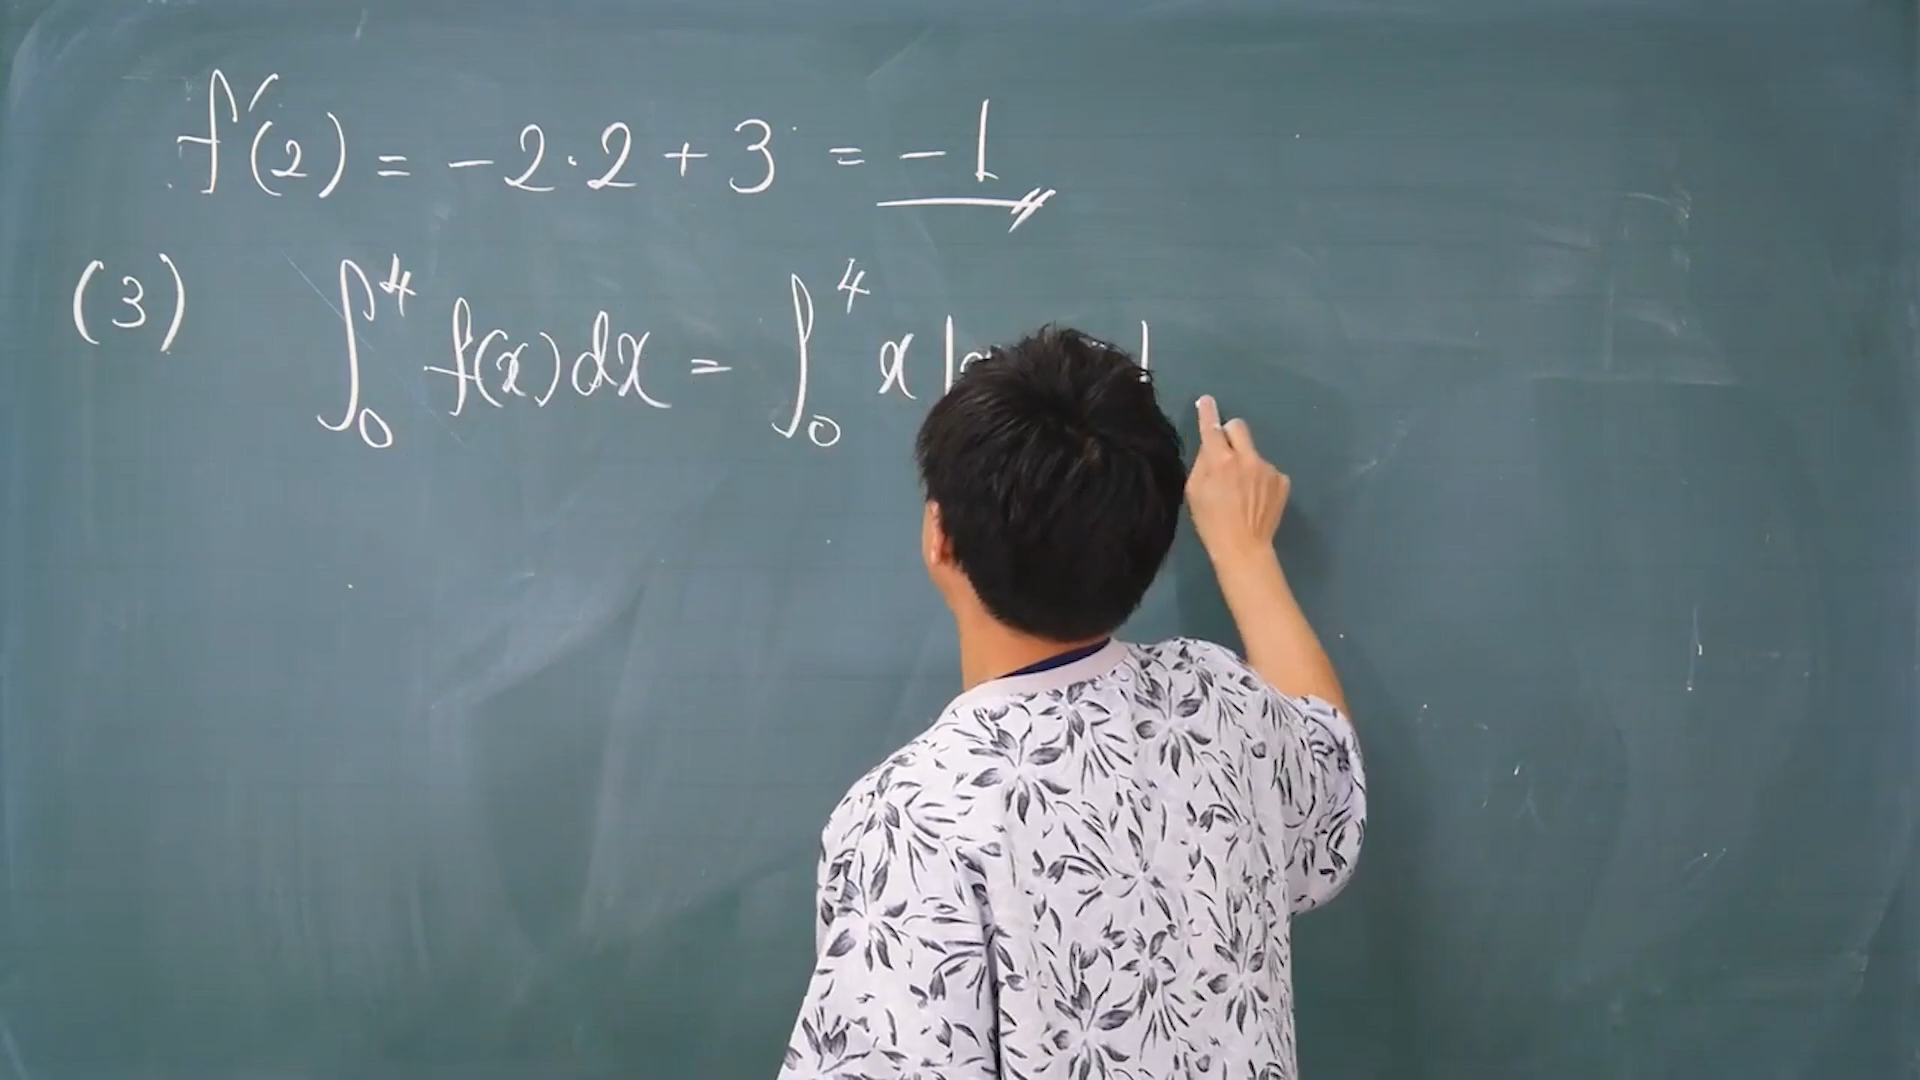 f′(2) = −2·2 + 3 = −1
(3) ∫₀⁴ f(x)dx = ∫₀⁴ x | |